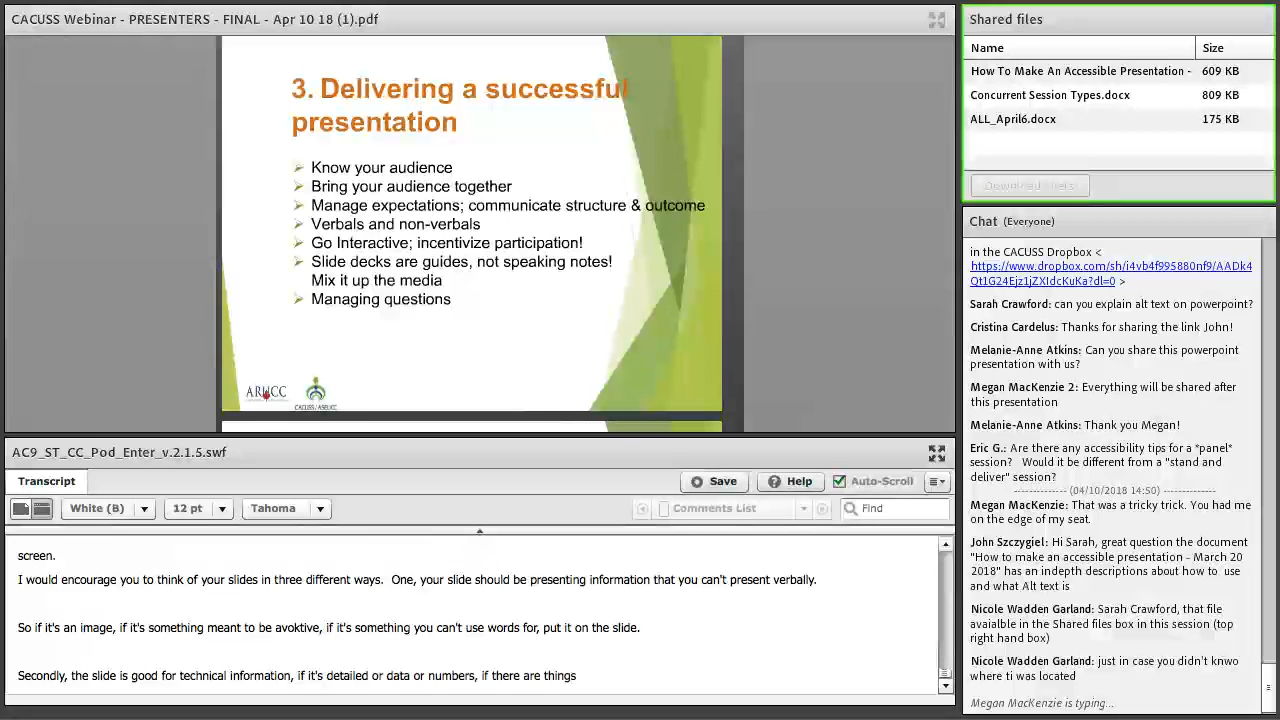 CACUSS Webinar - PRESENTERS - FINAL - Apr 10 18 (1).pdf
3. Delivering a successful
presentation
Know your audience
Bring your audience together
Manage expectations; communicate structure & outcome
Verbals and non-verbals
Go Interactive; incentivize participation!
Slide decks are guides, not speaking notes!
Mix it up the media
Managing questions
ARUCC
CACUSS / ASEUCC
AC9_ST_CC_Pod_Enter_v.2.1.5.swf
Transcript
Save
Help
Auto-Scroll
White (B)
12 pt
Tahoma
Comments List
Find
screen.
I would encourage you to think of your slides in three different ways.  One, your slide should be presenting information that you can't present verbally.
So if it's an image, if it's something meant to be avoktive, if it's something you can't use words for, put it on the slide.
Secondly, the slide is good for technical information, if it's detailed or data or numbers, if there are things
Shared files
Name Size
How To Make An Accessible Presentation - 609 KB
Concurrent Session Types.docx 809 KB
ALL_April6.docx 175 KB
Chat (Everyone)
in the CACUSS Dropbox <
https://www.dropbox.com/sh/i4vb4f995880nf9/AADk4
Qt1G24Ejz1jZXIdcKuKa?dl=0 >
Sarah Crawford: can you explain alt text on powerpoint?
Cristina Cardelus: Thanks for sharing the link John!
Melanie-Anne Atkins: Can you share this powerpoint
presentation with us?
Megan MacKenzie 2: Everything will be shared after
this presentation
Melanie-Anne Atkins: Thank you Megan!
Eric G.: Are there any accessibility tips for a *panel*
session?   Would it be different from a "stand and
deliver" session?
-------------- (04/10/2018 14:50) --------------
Megan MacKenzie: That was a tricky trick. You had me
on the edge of my seat.
John Szczygiel: Hi Sarah, great question the document
"How to make an accessible presentation - March 20
2018" has an indepth descriptions about how to  use
and what Alt text is
Nicole Wadden Garland: Sarah Crawford, that file
avaialble in the Shared files box in this session (top
right hand box)
Nicole Wadden Garland: just in case you didn't knwo
where ti was located
Megan MacKenzie is typing...